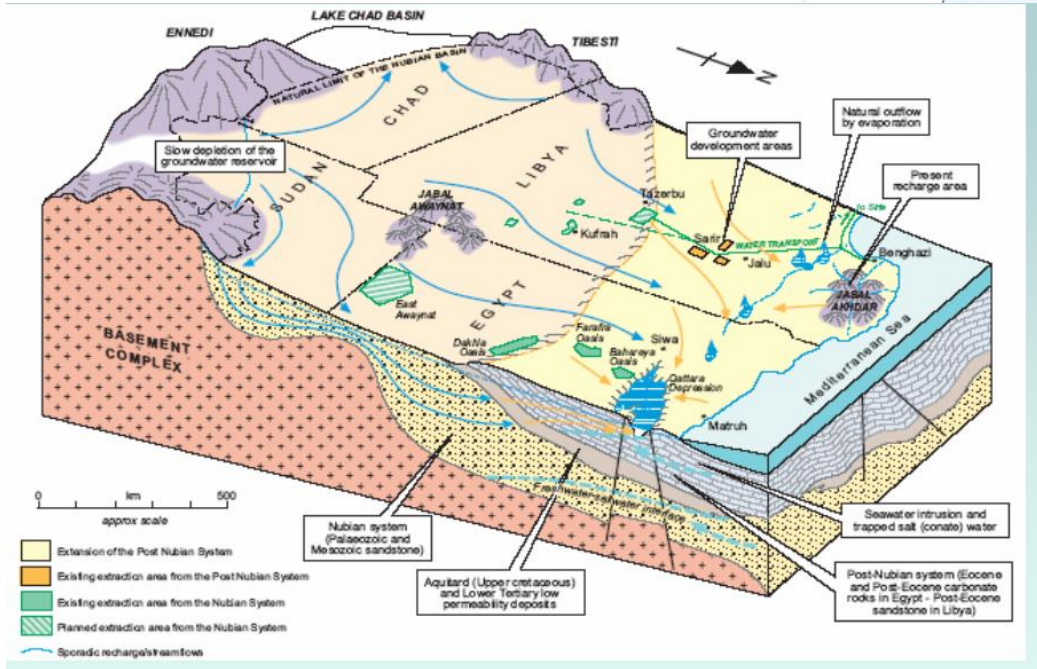 LAKE CHAD BASIN
ENNEDI
TIBESTI
N
NATURAL LIMIT OF THE NUBIAN BASIN
CHAD
Natural outflow
by evaporation
Groundwater
development areas
Slow depletion of the
groundwater reservoir
Present
recharge area
SUDAN
LIBYA
JABAL
AWAYNAT
Tazerbu
to Sirte
Kufrah
Sarir
WATER TRANSPORT
Jalu
Benghazi
JABAL
AKHDAR
East
Awaynat
EGYPT
BASEMENT
COMPLEX
Farafra
Oasis
Siwa
Dakhla
Oasis
Bahareya
Oasis
Qattara
Depression
Mediterranean Sea
Matruh
Freshwater-saltwater interface
0 km 500
approx scale
Nubian system
(Palaeozoic and
Mesozoic sandstone)
Seawater intrusion and
trapped salt (conate) water
Aquitard (Upper cretaceous)
and Lower Tertiary low
permeability deposits
Post-Nubian system (Eocene
and Post-Eocene carbonate
rocks in Egypt - Post-Eocene
sandstone in Libya)
Extension of the Post Nubian System
Existing extraction area from the Post Nubian System
Existing extraction area from the Nubian System
Planned extraction area from the Nubian System
Sporadic recharge/streamflows